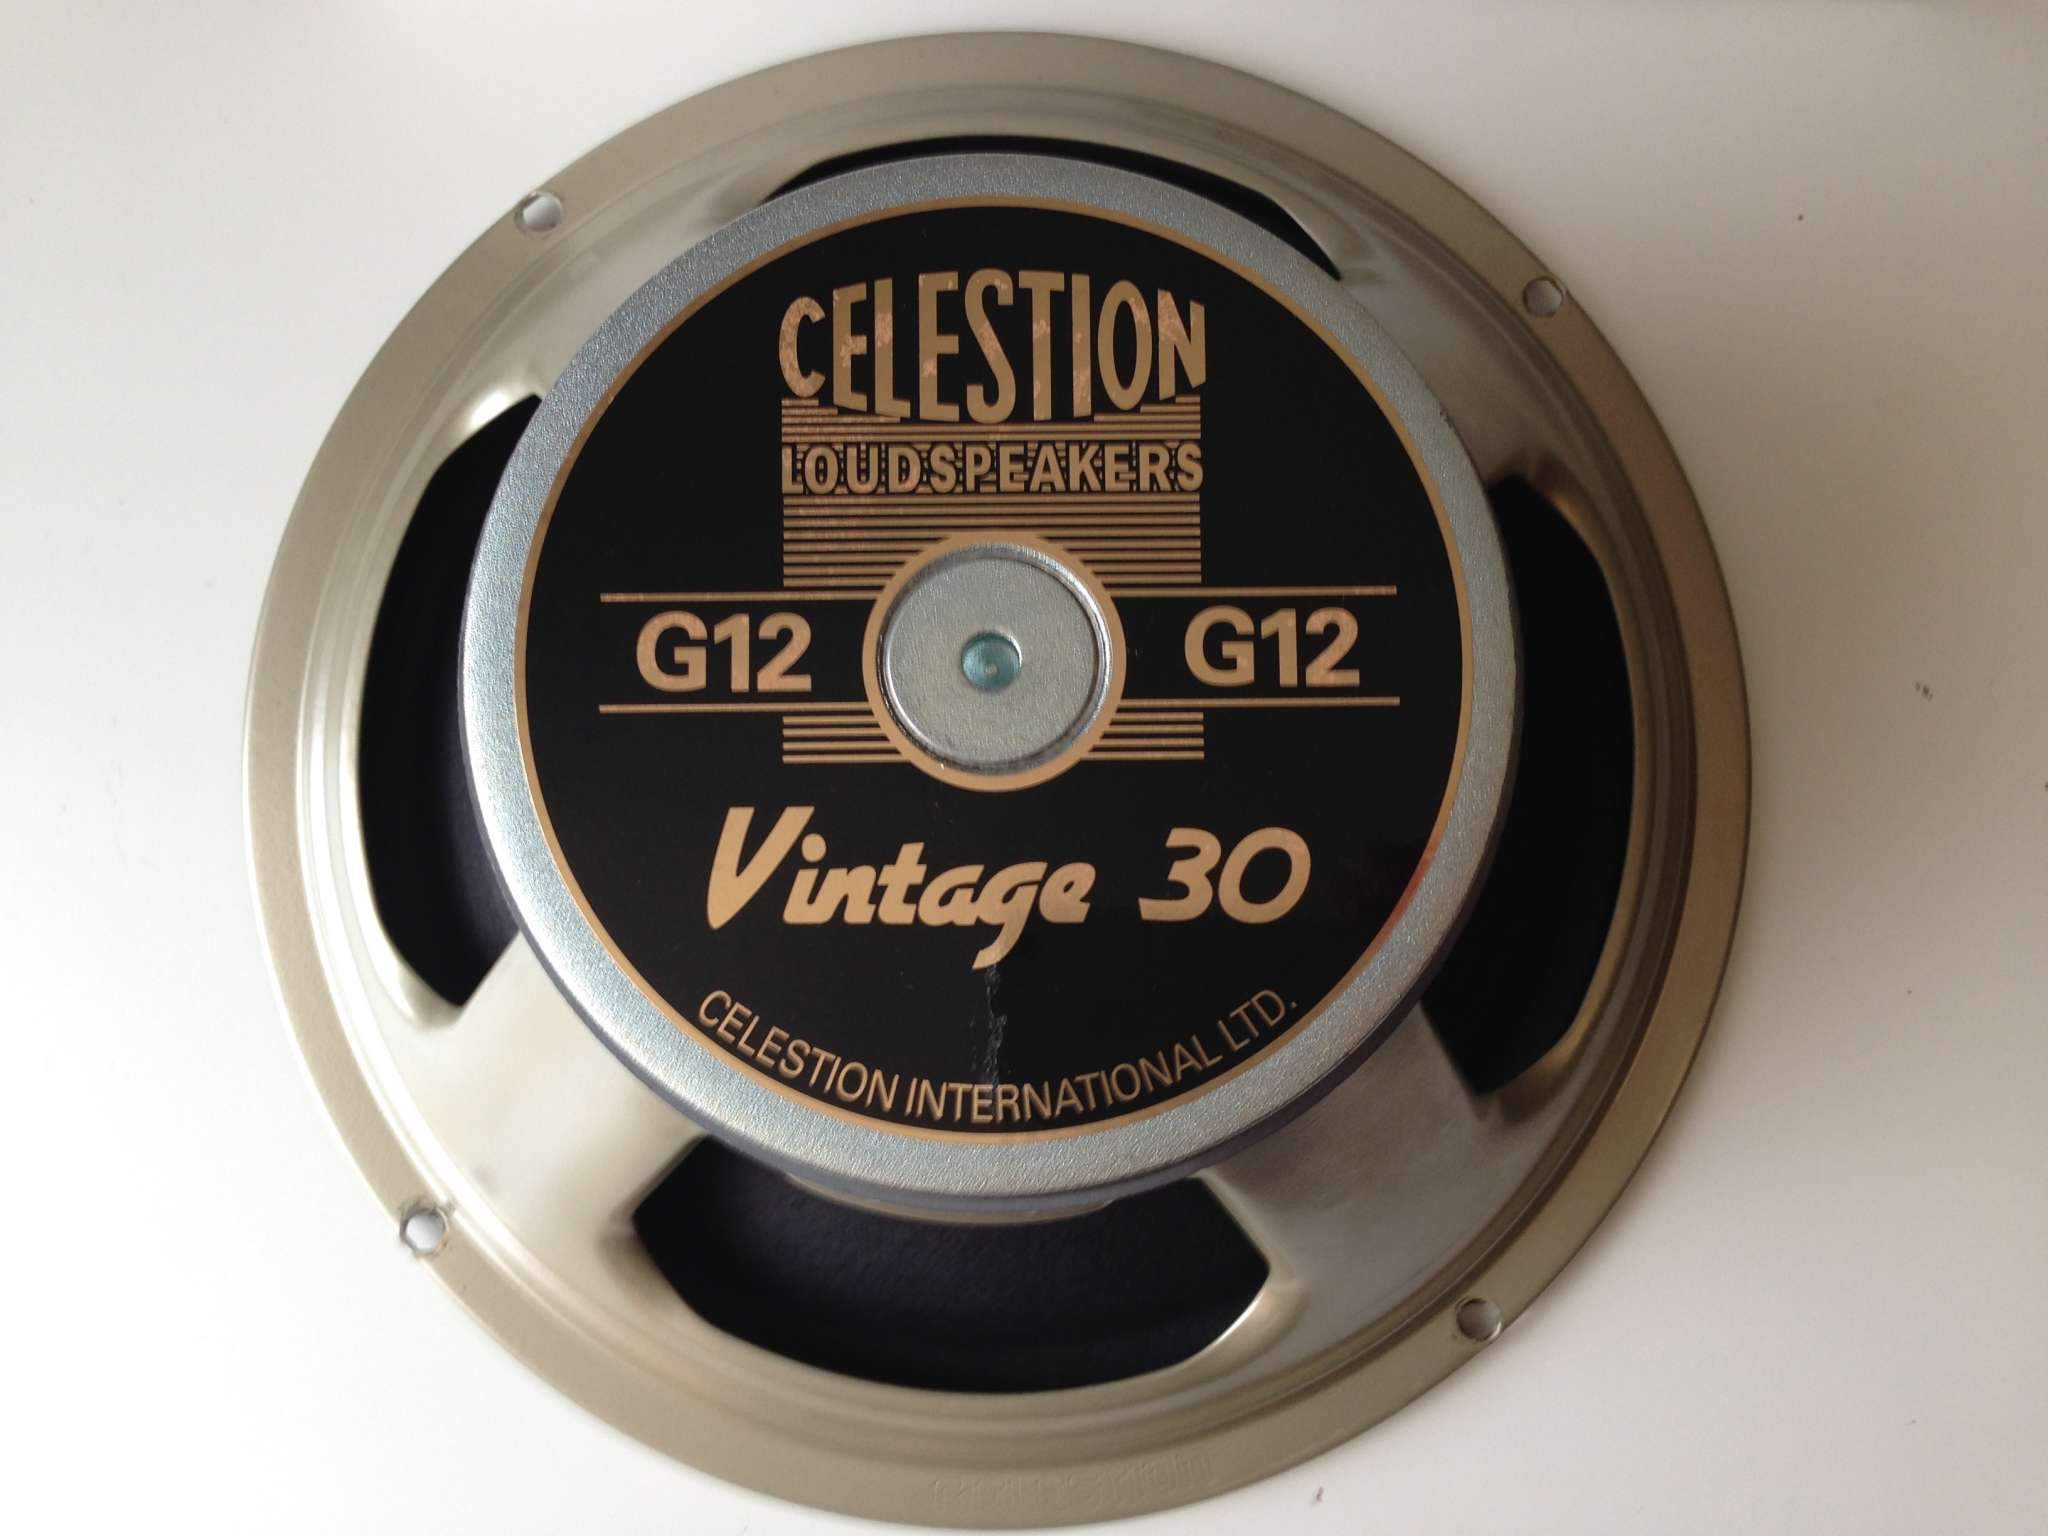 CELESTION
LOUDSPEAKERS
G12 G12
Vintage 30
CELESTION INTERNATIONAL LTD.